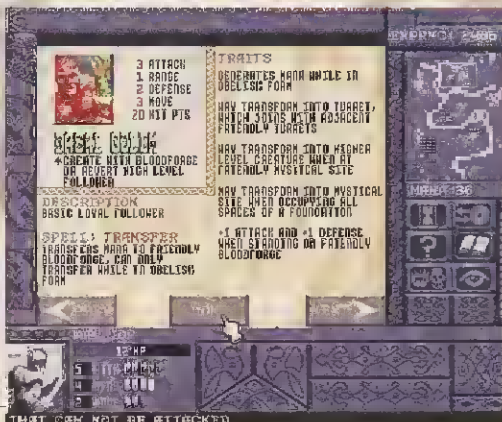 3 ATTACK
1 RANGE
2 DEFENSE
3 MOVE
20 HIT PTS
*CREATE WITH BLOODFORGE
OR REVERT HIGH LEVEL
FOLLOWER
DESCRIPTION
BASIC LOYAL FOLLOWER
SPELL: TRANSFER
TRANSFERS MANA TO FRIENDLY
BLOODFORGE, CAN ONLY
TRANSFER WHILE IN OBELISK
FORM
TRAITS
GENERATES MANA WHILE IN
OBELISK FORM
MAY TRANSFORM INTO TURRET,
WHICH JOINS WITH ADJACENT
FRIENDLY TURRETS
MAY TRANSFORM INTO HIGHER
LEVEL CREATURE WHEN AT
FRIENDLY MYSTICAL SITE
MAY TRANSFORM INTO MYSTICAL
SITE WHEN OCCUPYING ALL
SPACES OF A FOUNDATION
+1 ATTACK AND +1 DEFENSE
WHEN STANDING ON FRIENDLY
BLOODFORGE
MANA:36
?
12 HP
THAT CAN NOT BE ATTACKED